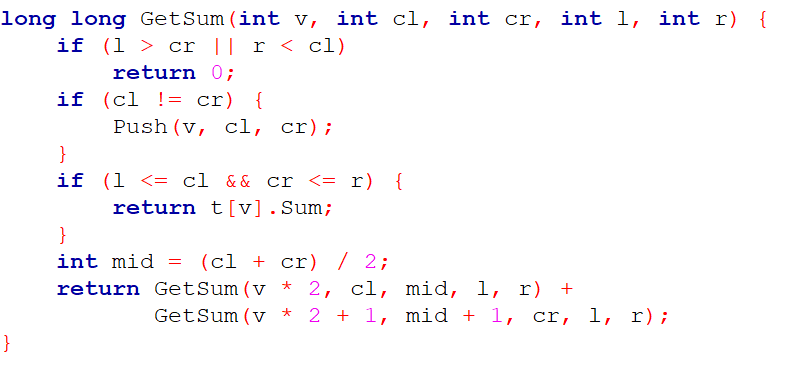 long long GetSum(int v, int cl, int cr, int l, int r) {
    if (l > cr || r < cl)
        return 0;
    if (cl != cr) {
        Push(v, cl, cr);
    }
    if (l <= cl && cr <= r) {
        return t[v].Sum;
    }
    int mid = (cl + cr) / 2;
    return GetSum(v * 2, cl, mid, l, r) +
           GetSum(v * 2 + 1, mid + 1, cr, l, r);
}